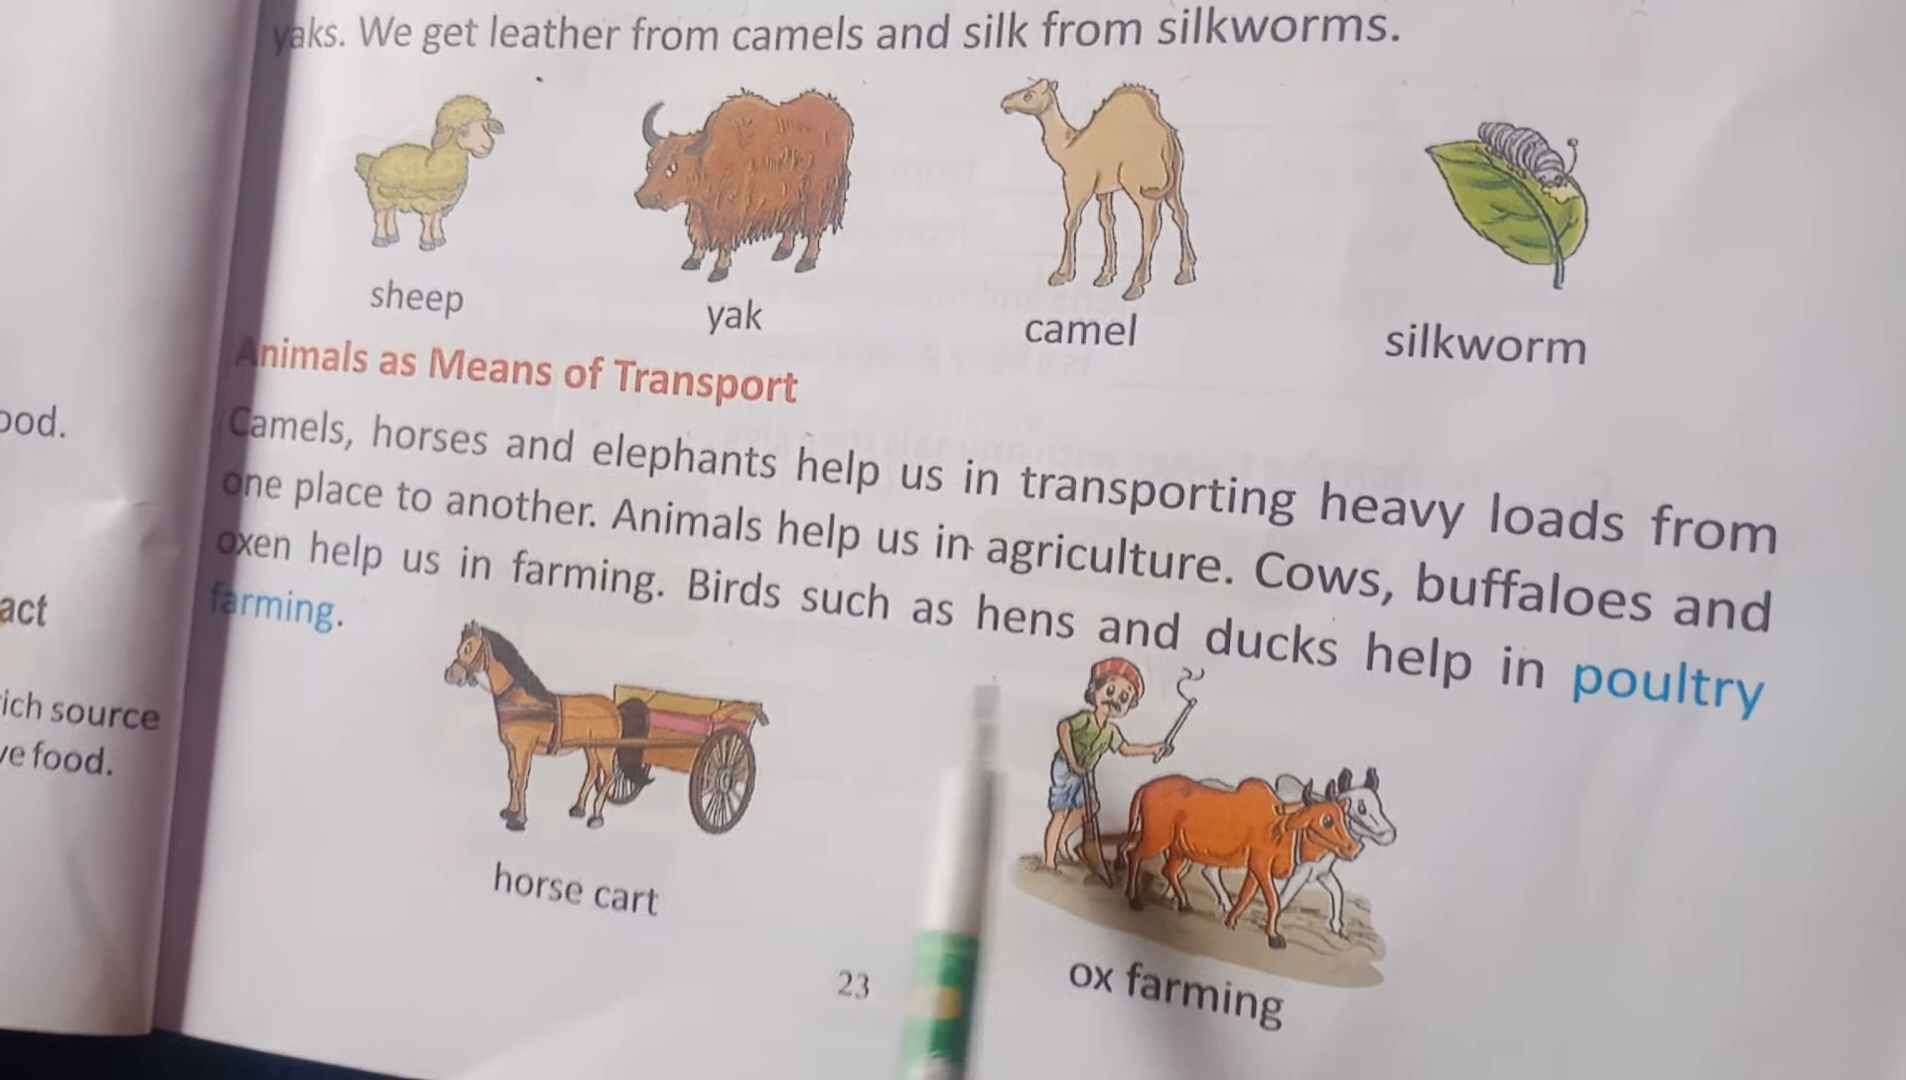 yaks. We get leather from camels and silk from silkworms.
sheep
yak
camel
silkworm
Animals as Means of Transport
Camels, horses and elephants help us in transporting heavy loads from
one place to another. Animals help us in agriculture. Cows, buffaloes and
oxen help us in farming. Birds such as hens and ducks help in poultry
farming.
horse cart
ox farming
23
ood.
act
ich source
ve food.